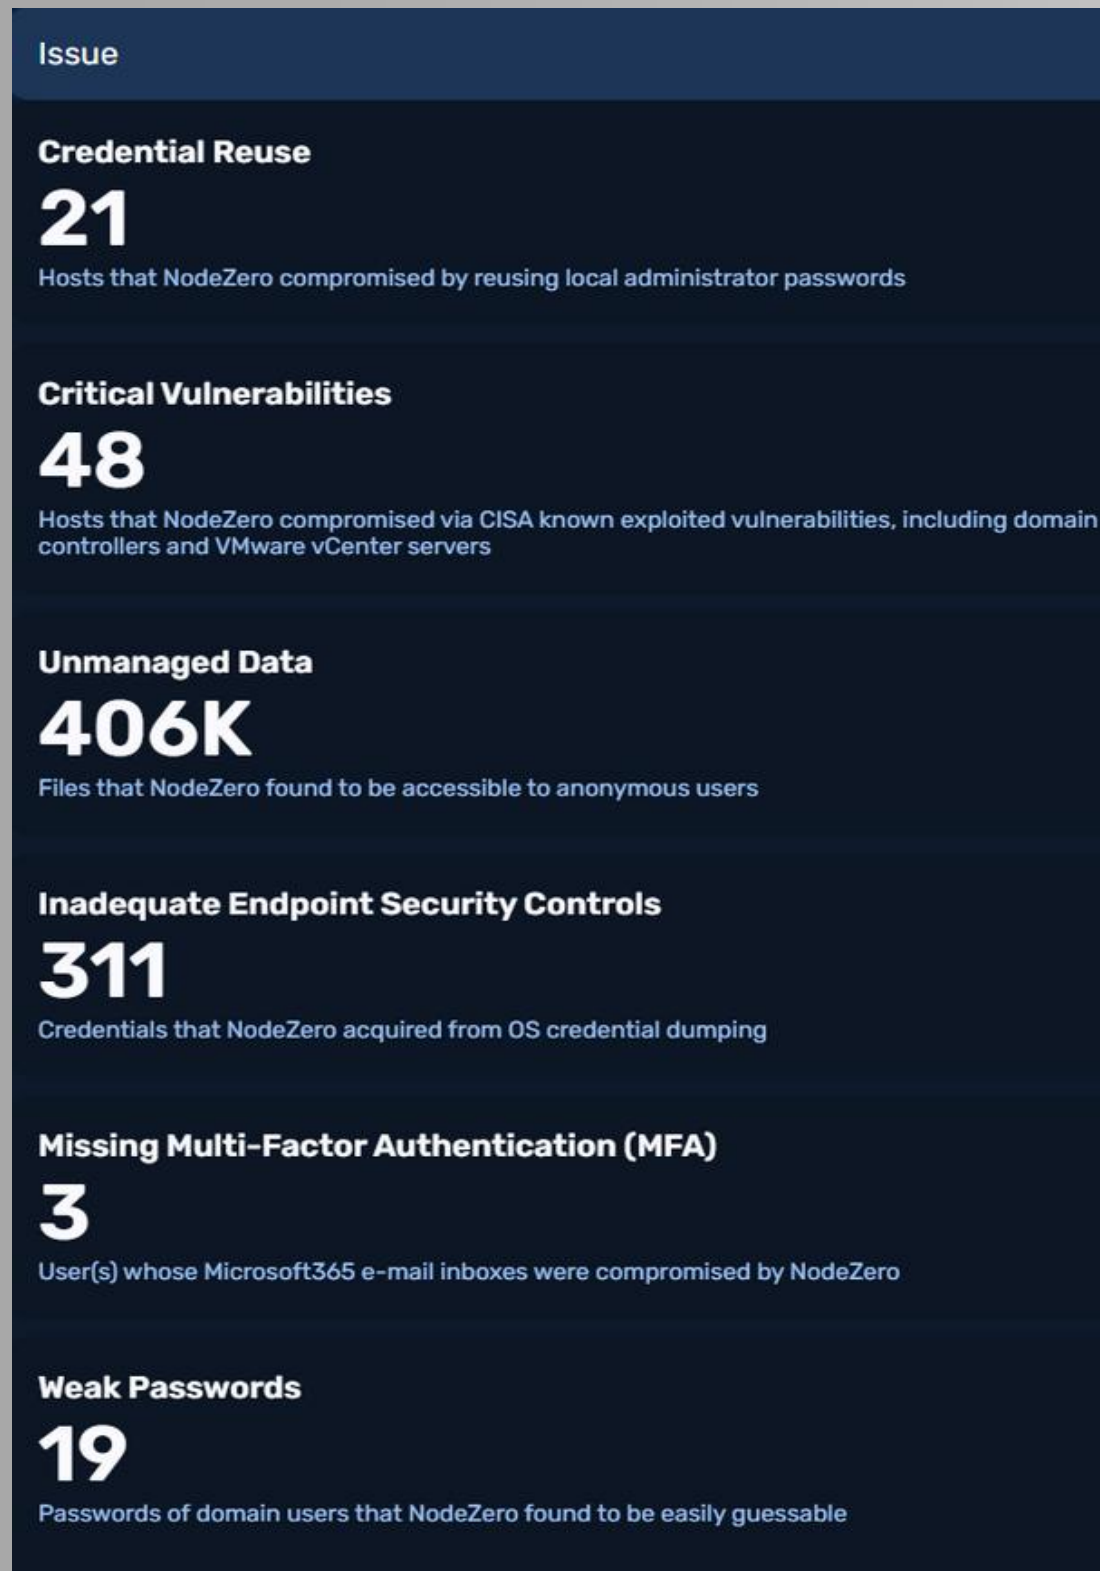 Issue
Credential Reuse
21
Hosts that NodeZero compromised by reusing local administrator passwords
Critical Vulnerabilities
48
Hosts that NodeZero compromised via CISA known exploited vulnerabilities, including domain
controllers and VMware vCenter servers
Unmanaged Data
406K
Files that NodeZero found to be accessible to anonymous users
Inadequate Endpoint Security Controls
311
Credentials that NodeZero acquired from OS credential dumping
Missing Multi-Factor Authentication (MFA)
3
User(s) whose Microsoft365 e-mail inboxes were compromised by NodeZero
Weak Passwords
19
Passwords of domain users that NodeZero found to be easily guessable